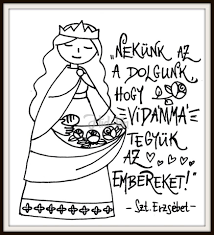 „NEKÜNK AZ
A DOLGUNK,
HOGY
VIDÁMMÁ
TEGYÜK
AZ
EMBEREKET!"
- Szt. Erzsébet -